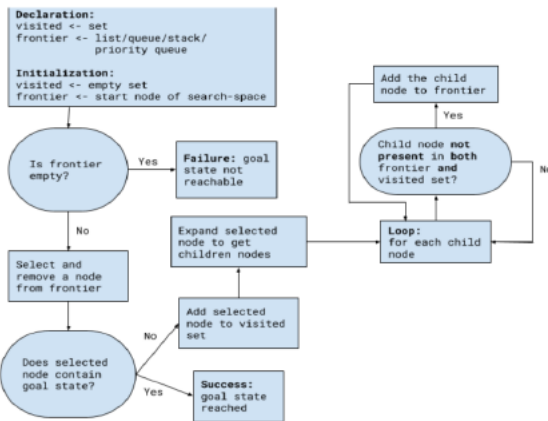 Declaration:
visited <- set
frontier <- list/queue/stack/
priority queue
Initialization:
visited <- empty set
frontier <- start node of search-space
Is frontier
empty?
Yes
Failure: goal
state not
reachable
No
Select and
remove a node
from frontier
Does selected
node contain
goal state?
No
Yes
Success:
goal state
reached
Add selected
node to visited
set
Expand selected
node to get
children nodes
Loop:
for each child
node
Child node not
present in both
frontier and
visited set?
Yes
Add the child
node to frontier